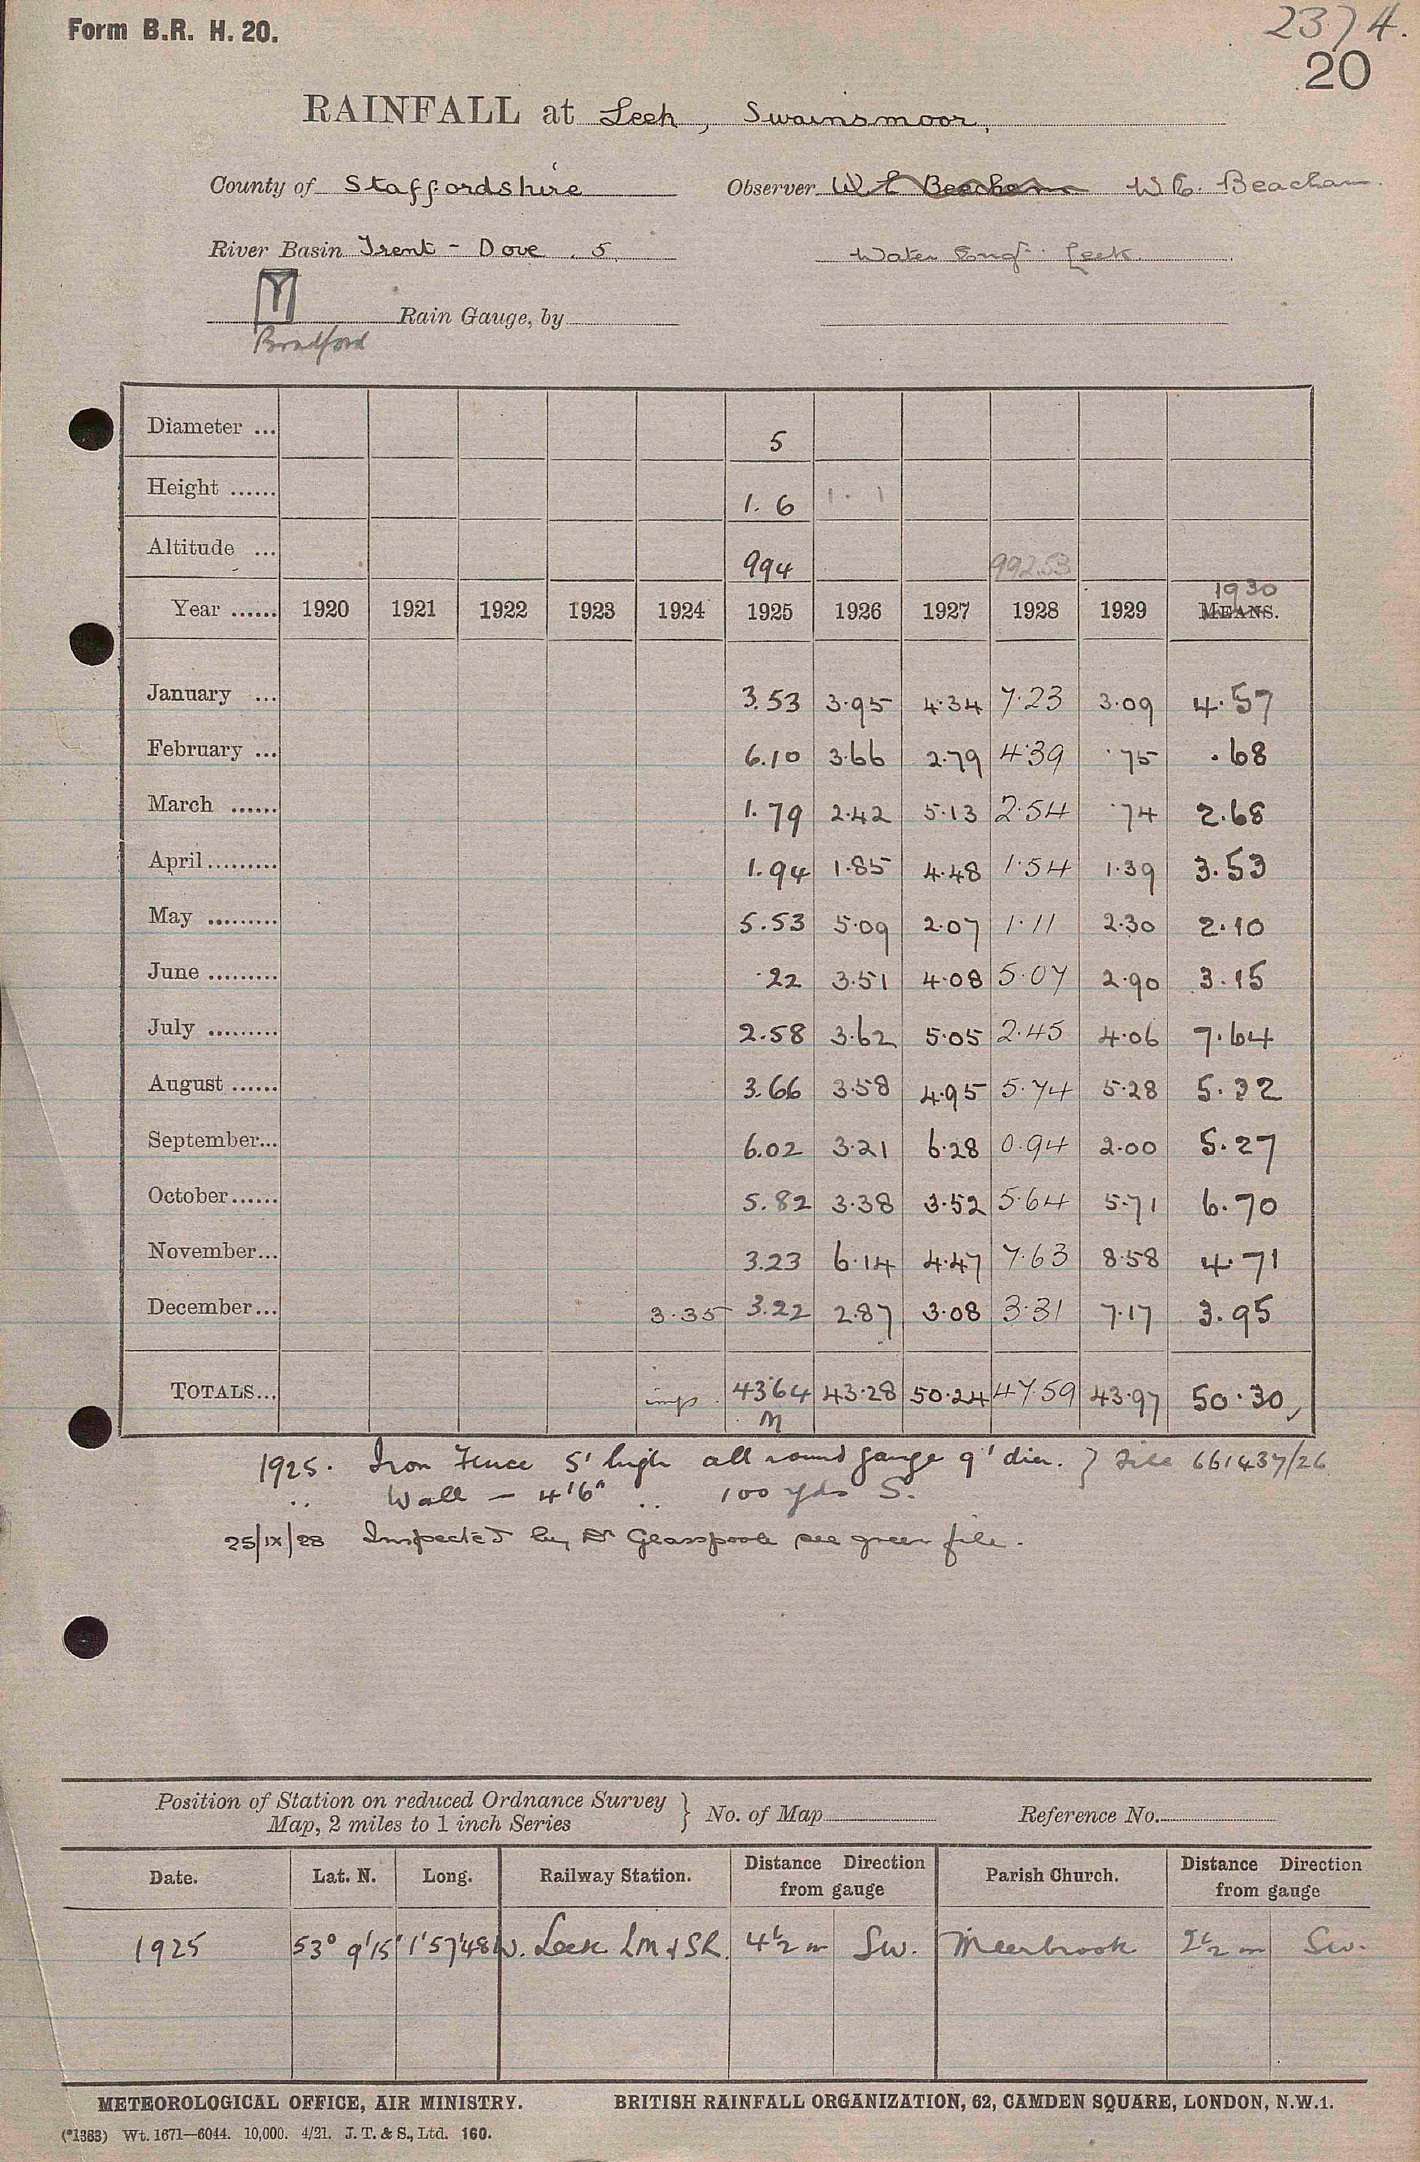 Form B.R. H. 20.
2374.
20
RAINFALL at Leek, Swainsmoor,
County of Staffordshire Observer W E Beacham W E. Beacham.
River Basin Trent - Dove . 5. Water Engr. Leek.
M
Rain Gauge, by
Bradford
Diameter ... 5
Height ...... 1. 6 1. 1
Altitude ... 994 992.53
1930
Year ...... 1920 1921 1922 1923 1924 1925 1926 1927 1928 1929 MEANS.
January ... 3.53 3.95 4.34 7.23 3.09 4.57
February ... 6.10 3.66 2.79 4.39 .75 .68
March ...... 1.79 2.42 5.13 2.54 .74 2.68
April......... 1.94 1.85 4.48 1.54 1.39 3.53
May ......... 5.53 5.09 2.07 1.11 2.30 2.10
June ......... .22 3.51 4.08 5.07 2.90 3.15
July ......... 2.58 3.62 5.05 2.45 4.06 7.64
August ...... 3.66 3.58 4.95 5.74 5.28 5.32
September... 6.02 3.21 6.28 0.94 2.00 5.27
October...... 5.82 3.38 3.52 5.64 5.71 6.70
November... 3.23 6.14 4.47 7.63 8.58 4.71
December... 3.35 3.22 2.87 3.08 3.31 7.17 3.95
TOTALS... imp. 43.64 43.28 50.24 47.59 43.97 50.30
M
1925. Iron Fence 5' high all round gauge 9' dia. } File 661437/26
.. Wall — 4'6" .. 100 yds S.
25/IX/28 Inspected by Dr Glasspoole see green file.
Position of Station on reduced Ordnance Survey
Map, 2 miles to 1 inch Series } No. of Map Reference No.
Date. Lat. N. Long. Railway Station. Distance Direction from gauge Parish Church. Distance Direction from gauge
1925 53° 9'15" 1°57'48W. Leek LM & SR. 4½ m SW. Meerbrook 2½ m SW.
METEOROLOGICAL OFFICE, AIR MINISTRY. BRITISH RAINFALL ORGANIZATION, 62, CAMDEN SQUARE, LONDON, N.W.1.
(*1383) Wt. 1671—6044. 10,000. 4/21. J. T. & S., Ltd. 160.